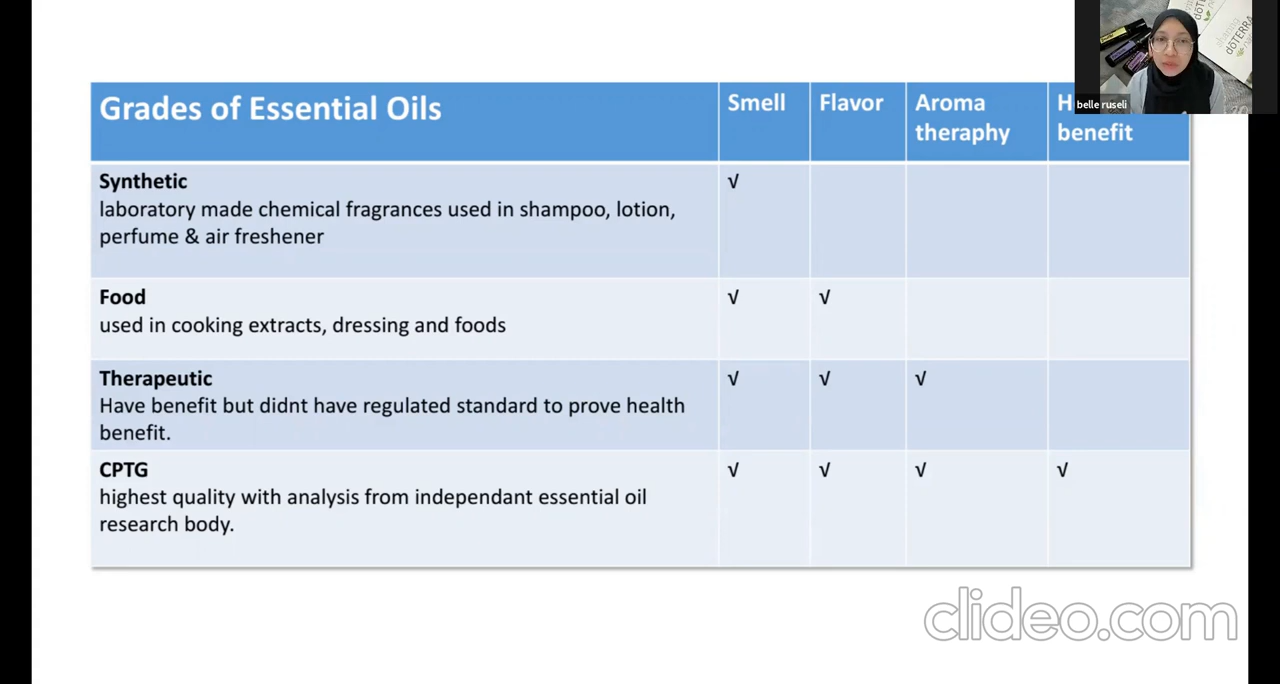 Grades of Essential Oils
Smell
Flavor
Aroma
theraphy
benefit
Synthetic
laboratory made chemical fragrances used in shampoo, lotion,
perfume & air freshener
√
Food
used in cooking extracts, dressing and foods
√ √
Therapeutic
Have benefit but didnt have regulated standard to prove health
benefit.
√ √ √
CPTG
highest quality with analysis from independant essential oil
research body.
√ √ √ √
belle ruseli
dōTERRA
clideo.com